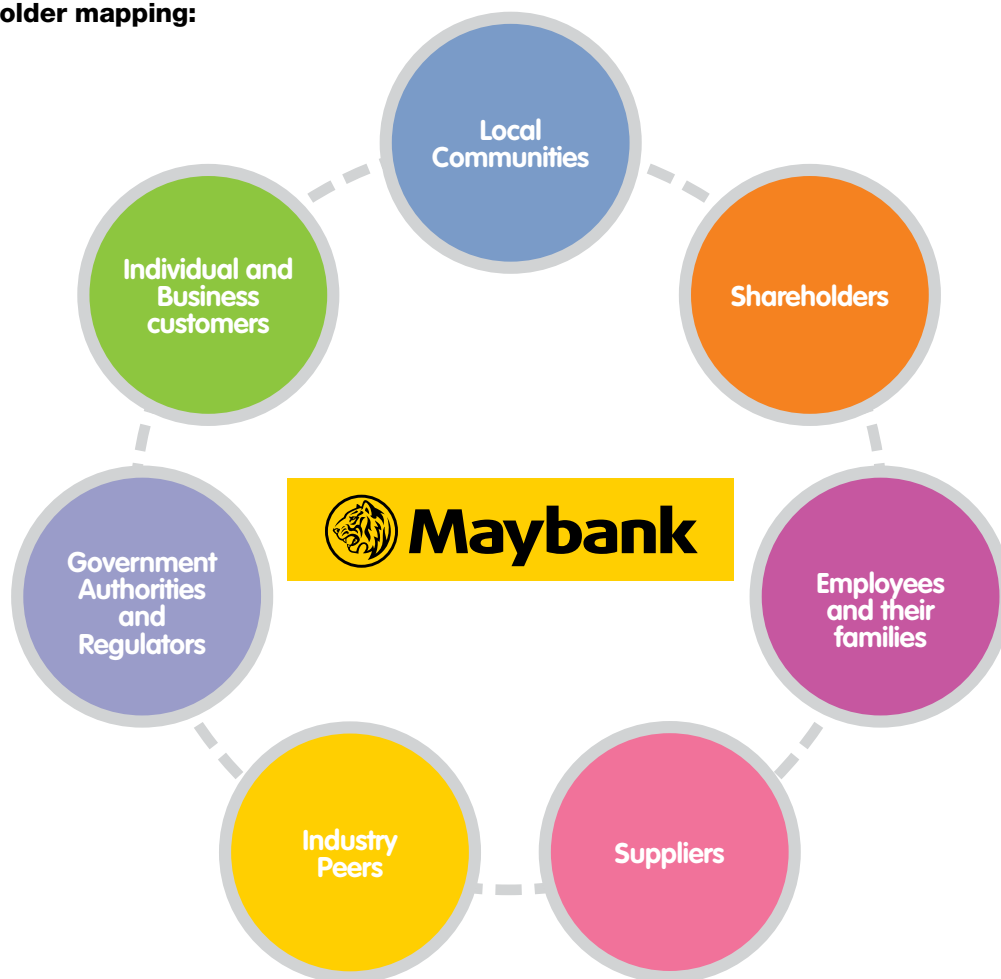 older mapping:
Local
Communities
Individual and
Business
customers
Shareholders
Maybank
Government
Authorities
and
Regulators
Employees
and their
families
Industry
Peers
Suppliers